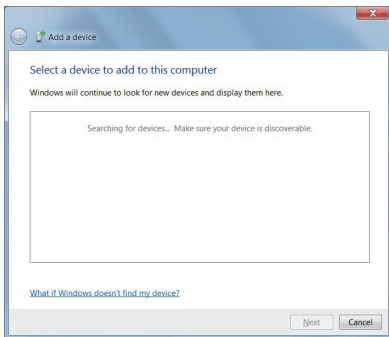 Add a device
Select a device to add to this computer
Windows will continue to look for new devices and display them here.
Searching for devices... Make sure your device is discoverable.
What if Windows doesn't find my device?
Next
Cancel